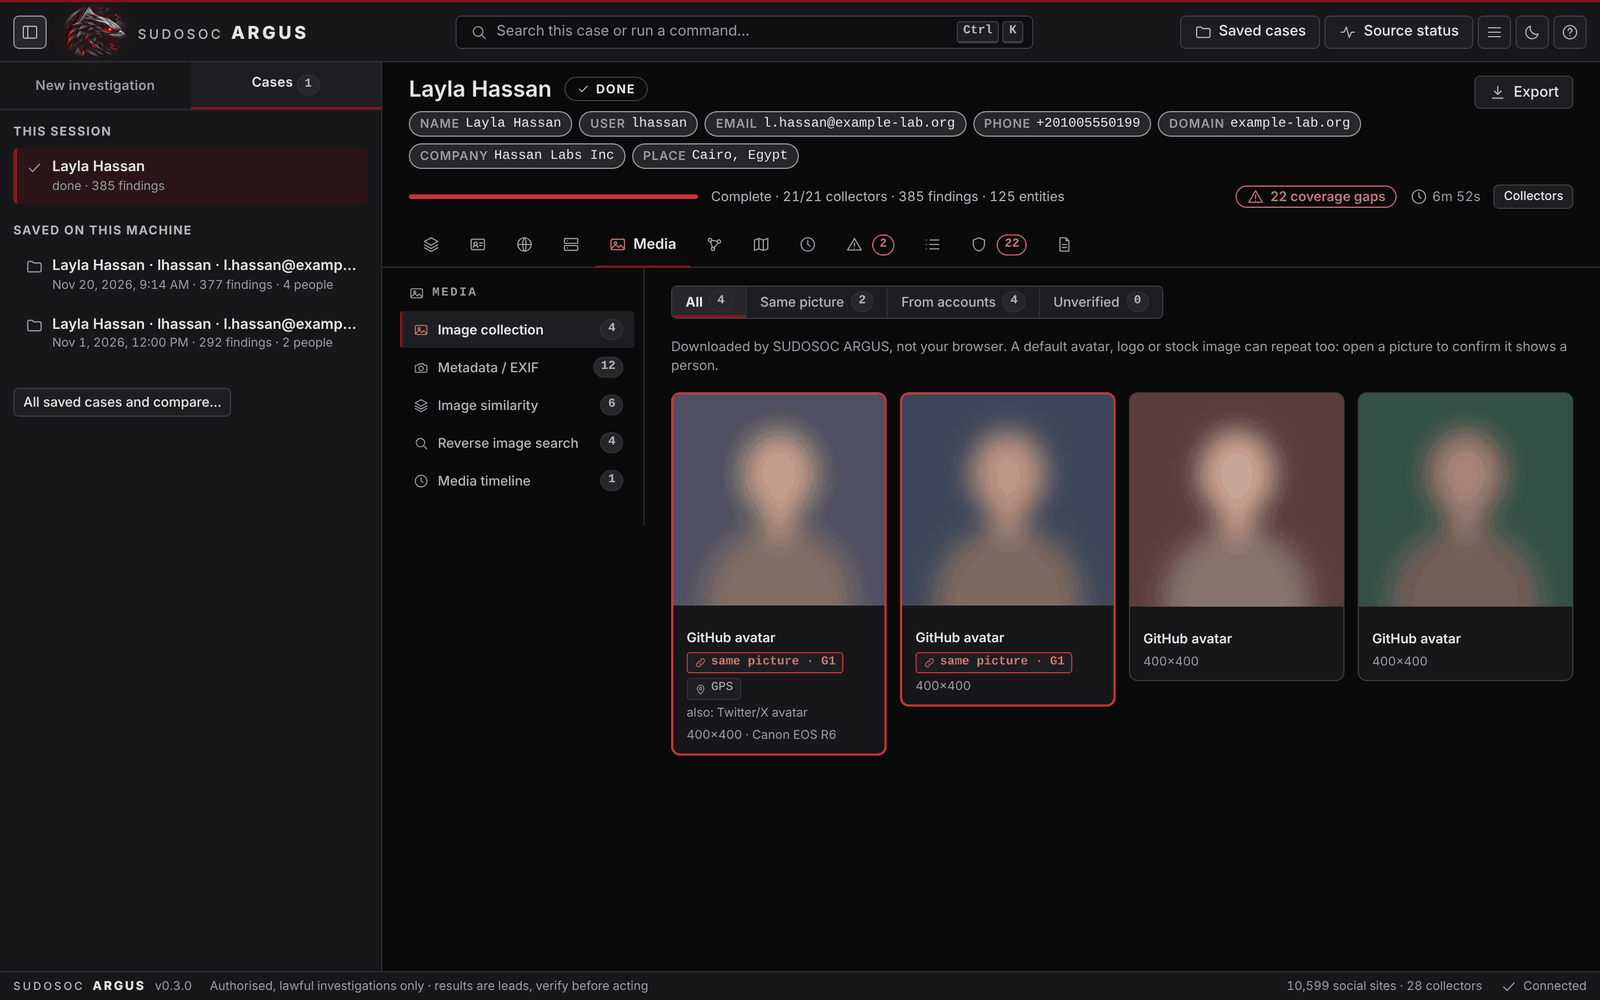 SUDOSOC ARGUS
Search this case or run a command...
Ctrl K
Saved cases
Source status
New investigation
Cases 1
THIS SESSION
Layla Hassan
done · 385 findings
SAVED ON THIS MACHINE
Layla Hassan · lhassan · l.hassan@examp...
Nov 20, 2026, 9:14 AM · 377 findings · 4 people
Layla Hassan · lhassan · l.hassan@examp...
Nov 1, 2026, 12:00 PM · 292 findings · 2 people
All saved cases and compare...
Layla Hassan
DONE
Export
NAME Layla Hassan
USER lhassan
EMAIL l.hassan@example-lab.org
PHONE +201005550199
DOMAIN example-lab.org
COMPANY Hassan Labs Inc
PLACE Cairo, Egypt
Complete · 21/21 collectors · 385 findings · 125 entities
22 coverage gaps
6m 52s
Collectors
Media
2
22
MEDIA
Image collection 4
Metadata / EXIF 12
Image similarity 6
Reverse image search 4
Media timeline 1
All 4
Same picture 2
From accounts 4
Unverified 0
Downloaded by SUDOSOC ARGUS, not your browser. A default avatar, logo or stock image can repeat too: open a picture to confirm it shows a
person.
GitHub avatar
same picture · G1
GPS
also: Twitter/X avatar
400×400 · Canon EOS R6
GitHub avatar
same picture · G1
400×400
GitHub avatar
400×400
GitHub avatar
400×400
SUDOSOC ARGUS v0.3.0
Authorised, lawful investigations only · results are leads, verify before acting
10,599 social sites · 28 collectors
Connected